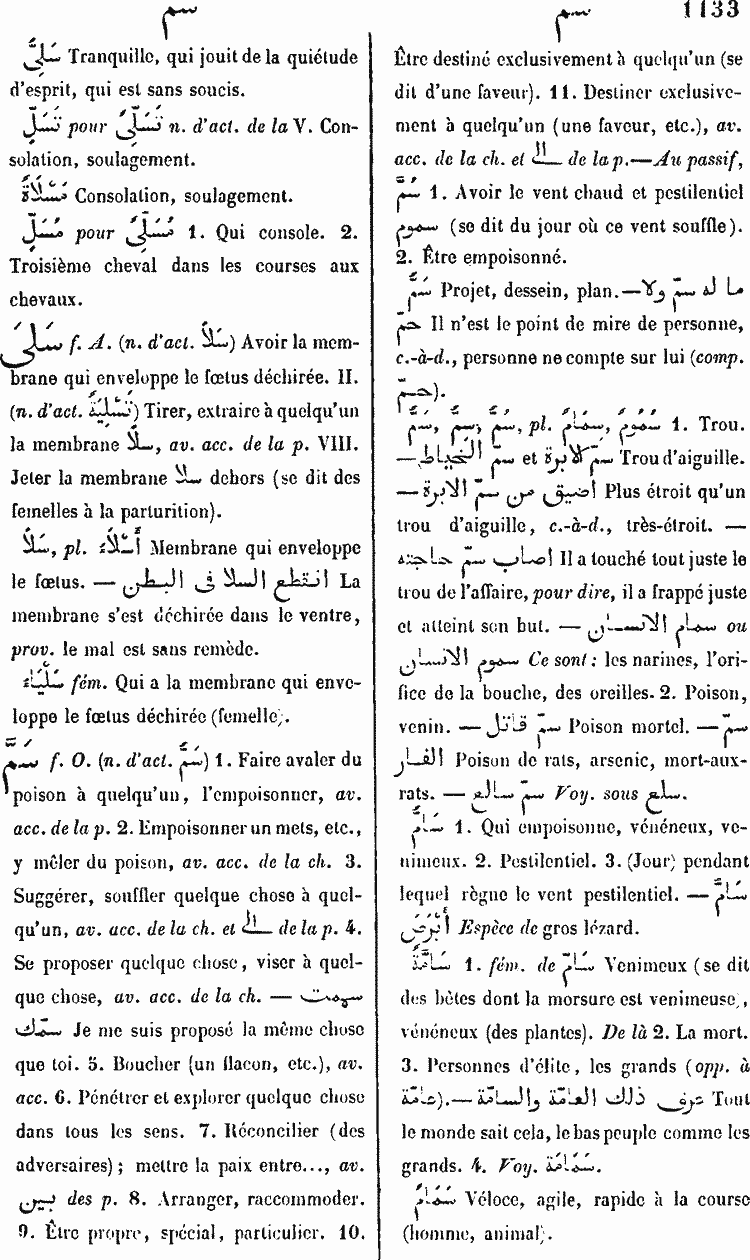 سم
سم
1133
سَلِىٌّ Tranquille, qui jouit de la quiétude
d'esprit, qui est sans soucis.
تَسَلٍّ pour تَسَلِّىٌ n. d'act. de la V. Con-
solation, soulagement.
مَسْلَاةٌ Consolation, soulagement.
مُسَلٍّ pour مُسَلِّىٌ 1. Qui console. 2.
Troisième cheval dans les courses aux
chevaux.
سَلِىَ f. A. (n. d'act. سَلًا) Avoir la mem-
brane qui enveloppe le fœtus déchirée. II.
(n. d'act. تَسْلِيَةٌ) Tirer, extraire à quelqu'un
la membrane سَلًا, av. acc. de la p. VIII.
Jeter la membrane سلا dehors (se dit des
femelles à la parturition).
سَلًا, pl. أَسْلَاءٌ Membrane qui enveloppe
le fœtus. — انقطع السلا فى البطن La
membrane s'est déchirée dans le ventre,
prov. le mal est sans remède.
سَلْيَاءُ fém. Qui a la membrane qui enve-
loppe le fœtus déchirée (femelle).
سَمَّ f. O. (n. d'act. سَمٌّ) 1. Faire avaler du
poison à quelqu'un, l'empoisonner, av.
acc. de la p. 2. Empoisonner un mets, etc.,
y mêler du poison, av. acc. de la ch. 3.
Suggérer, souffler quelque chose à quel-
qu'un, av. acc. de la ch. et الى de la p. 4.
Se proposer quelque chose, viser à quel-
que chose, av. acc. de la ch. — سممت
سمّك Je me suis proposé la même chose
que toi. 5. Boucher (un flacon, etc.), av.
acc. 6. Pénétrer et explorer quelque chose
dans tous les sens. 7. Réconcilier (des
adversaires); mettre la paix entre..., av.
بين des p. 8. Arranger, raccommoder.
9. Être propre, spécial, particulier. 10.
Être destiné exclusivement à quelqu'un (se
dit d'une faveur). 11. Destiner exclusive-
ment à quelqu'un (une faveur, etc.), av.
acc. de la ch. et الى de la p.—Au passif,
سُمَّ 1. Avoir le vent chaud et pestilentiel
سموم (se dit du jour où ce vent souffle).
2. Être empoisonné.
سَمٌّ Projet, dessein, plan.—ما له سمّ ولا
حمّ Il n'est le point de mire de personne,
c.-à-d., personne ne compte sur lui (comp.
حمّ).
سَمٌّ, سِمٌّ, سُمٌّ, pl. سِمَامٌ, سُمُومٌ 1. Trou.
— سمّ الخياط et سمّ الابرة Trou d'aiguille.
— اضيق من سمّ الابرة Plus étroit qu'un
trou d'aiguille, c.-à-d., très-étroit. —
اصاب سمّ حاجته Il a touché tout juste le
trou de l'affaire, pour dire, il a frappé juste
et atteint son but. — سمام الانسان ou
سموم الانسان Ce sont: les narines, l'ori-
fice de la bouche, des oreilles. 2. Poison,
venin. — سمّ قاتل Poison mortel. — سمّ
الفار Poison de rats, arsenic, mort-aux-
rats. — سمّ سالع Voy. sous سلع.
سَامٌّ 1. Qui empoisonne, vénéneux, ve-
nimeux. 2. Pestilentiel. 3. (Jour) pendant
lequel règne le vent pestilentiel. — سَامُّ
أَبْرَصَ Espèce de gros lézard.
سَامَّةٌ 1. fém. de سَامٌّ Venimeux (se dit
des bêtes dont la morsure est venimeuse),
vénéneux (des plantes). De là 2. La mort.
3. Personnes d'élite, les grands (opp. à
عامّة).— عرف ذلك العامّة والسامّة Tout
le monde sait cela, le bas peuple comme les
grands. 4. Voy. سَمَامَةٌ.
سَمَامٌ Véloce, agile, rapide à la course
(homme, animal).